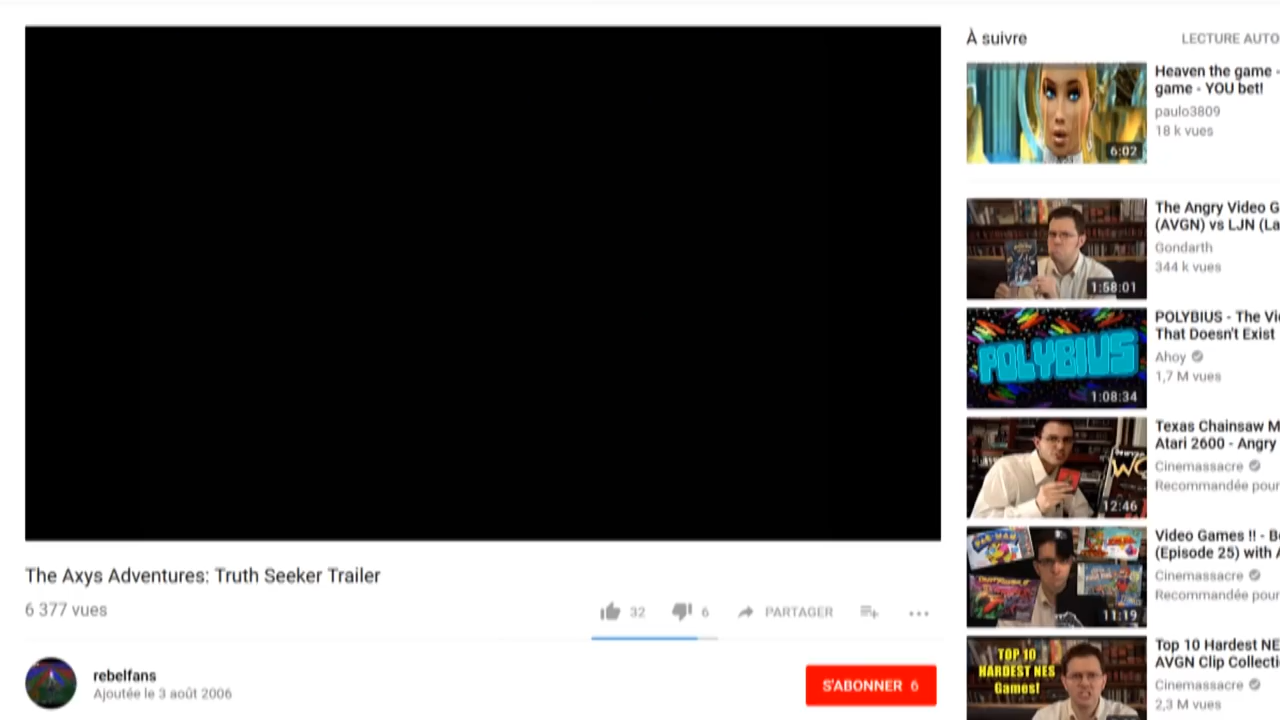 À suivre
LECTURE AUTO
Heaven the game -
game - YOU bet!
paulo3809
18 k vues
6:02
The Angry Video G
(AVGN) vs LJN (La
Gondarth
344 k vues
1:58:01
POLYBIUS - The Vi
That Doesn't Exist
Ahoy
1,7 M vues
POLYBIUS
1:08:34
Texas Chainsaw M
Atari 2600 - Angry
Cinemassacre
Recommandée pour
12:46
Video Games !! - B
(Episode 25) with A
Cinemassacre
Recommandée pour
PAC-MAN
11:19
Top 10 Hardest NE
AVGN Clip Collecti
Cinemassacre
2,3 M vues
TOP 10
HARDEST NES
Games!
The Axys Adventures: Truth Seeker Trailer
6 377 vues
32
6
PARTAGER
rebelfans
Ajoutée le 3 août 2006
S'ABONNER 6